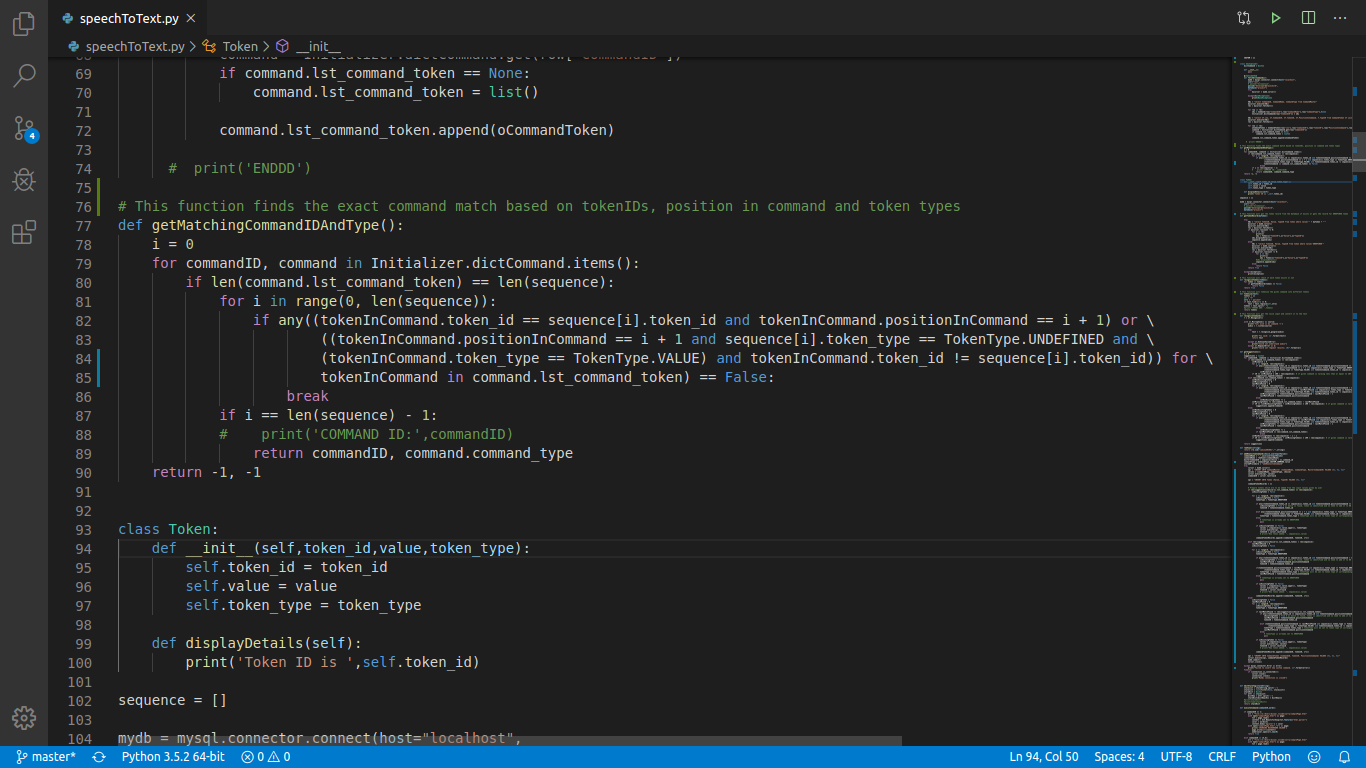 speechToText.py
speechToText.py > Token > __init__
69 if command.lst_command_token == None:
70 command.lst_command_token = list()
71
72 command.lst_command_token.append(oCommandToken)
73
74 #  print('ENDDD')
75
76 # This function finds the exact command match based on tokenIDs, position in command and token types
77 def getMatchingCommandIDAndType():
78 i = 0
79 for commandID, command in Initializer.dictCommand.items():
80 if len(command.lst_command_token) == len(sequence):
81 for i in range(0, len(sequence)):
82 if any((tokenInCommand.token_id == sequence[i].token_id and tokenInCommand.positionInCommand == i + 1) or \
83 ((tokenInCommand.positionInCommand == i + 1 and sequence[i].token_type == TokenType.UNDEFINED and \
84 (tokenInCommand.token_type == TokenType.VALUE) and tokenInCommand.token_id != sequence[i].token_id)) for \
85 tokenInCommand in command.lst_command_token) == False:
86 break
87 if i == len(sequence) - 1:
88 #    print('COMMAND ID:',commandID)
89 return commandID, command.command_type
90 return -1, -1
91
92
93 class Token:
94 def __init__(self,token_id,value,token_type):
95 self.token_id = token_id
96 self.value = value
97 self.token_type = token_type
98
99 def displayDetails(self):
100 print('Token ID is ',self.token_id)
101
102 sequence = []
103
104 mydb = mysql.connector.connect(host="localhost",
4
master* Python 3.5.2 64-bit 0 0 Ln 94, Col 50 Spaces: 4 UTF-8 CRLF Python